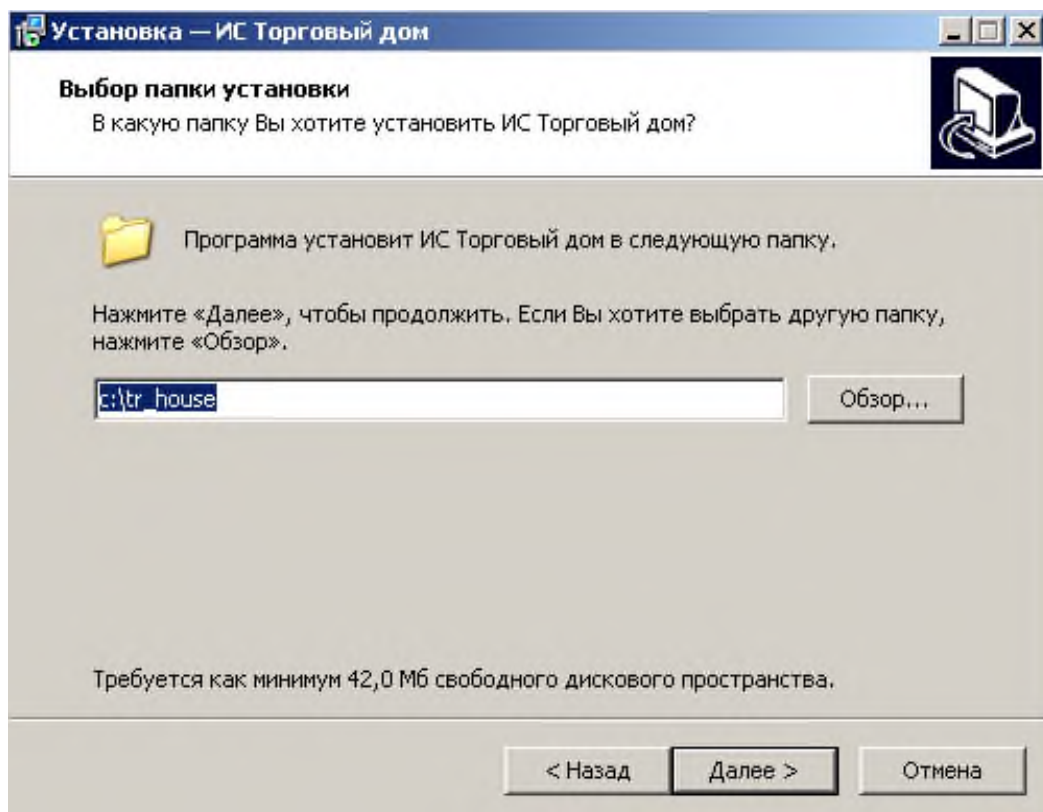 Установка — ИС Торговый дом
Выбор папки установки
В какую папку Вы хотите установить ИС Торговый дом?
Программа установит ИС Торговый дом в следующую папку.
Нажмите «Далее», чтобы продолжить. Если Вы хотите выбрать другую папку,
нажмите «Обзор».
c:\tr_house
Обзор...
Требуется как минимум 42,0 Мб свободного дискового пространства.
< Назад
Далее >
Отмена